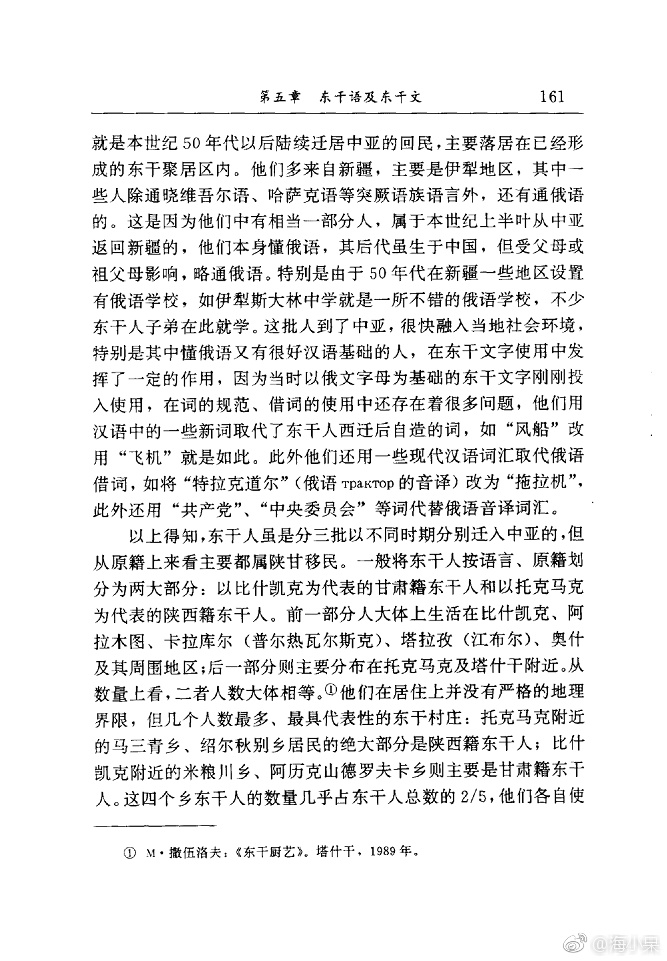 第五章 东干语及东干文 161
就是本世纪50年代以后陆续迁居中亚的回民，主要落居在已经形
成的东干聚居区内。他们多来自新疆，主要是伊犁地区，其中一
些人除通晓维吾尔语、哈萨克语等突厥语族语言外，还有通俄语
的。这是因为他们中有相当一部分人，属于本世纪上半叶从中亚
返回新疆的，他们本身懂俄语，其后代虽生于中国，但受父母或
祖父母影响，略通俄语。特别是由于50年代在新疆一些地区设置
有俄语学校，如伊犁斯大林中学就是一所不错的俄语学校，不少
东干人子弟在此就学。这批人到了中亚，很快融入当地社会环境，
特别是其中懂俄语又有很好汉语基础的人，在东干文字使用中发
挥了一定的作用，因为当时以俄文字母为基础的东干文字刚刚投
入使用，在词的规范、借词的使用中还存在着很多问题，他们用
汉语中的一些新词取代了东干人西迁后自造的词，如“风船”改
用“飞机”就是如此。此外他们还用一些现代汉语词汇取代俄语
借词，如将“特拉克道尔”（俄语трактор的音译）改为“拖拉机”，
此外还用“共产党”、“中央委员会”等词代替俄语音译词汇。
以上得知，东干人虽是分三批以不同时期分别迁入中亚的，但
从原籍上来看主要都属陕甘移民。一般将东干人按语言、原籍划
分为两大部分：以比什凯克为代表的甘肃籍东干人和以托克马克
为代表的陕西籍东干人。前一部分人大体上生活在比什凯克、阿
拉木图、卡拉库尔（普尔热瓦尔斯克）、塔拉孜（江布尔）、奥什
及其周围地区；后一部分则主要分布在托克马克及塔什干附近。从
数量上看，二者人数大体相等。①他们在居住上并没有严格的地理
界限，但几个人数最多、最具代表性的东干村庄：托克马克附近
的马三青乡、绍尔秋别乡居民的绝大部分是陕西籍东干人；比什
凯克附近的米粮川乡、阿历克山德罗夫卡乡则主要是甘肃籍东干
人。这四个乡东干人的数量几乎占东干人总数的2/5，他们各自使
① М·撒伍洛夫：《东干厨艺》。塔什干，1989年。
@海小杲